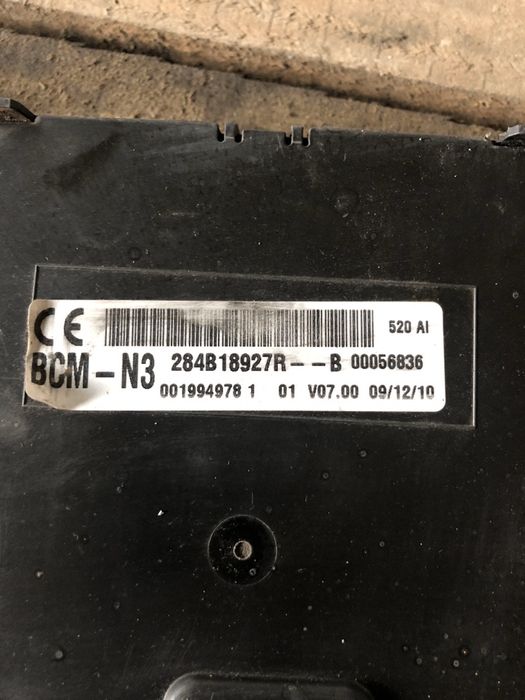 CE 520 AI
BCM-N3 284B18927R--B 00056836
001994978 1 01 V07.00 09/12/10